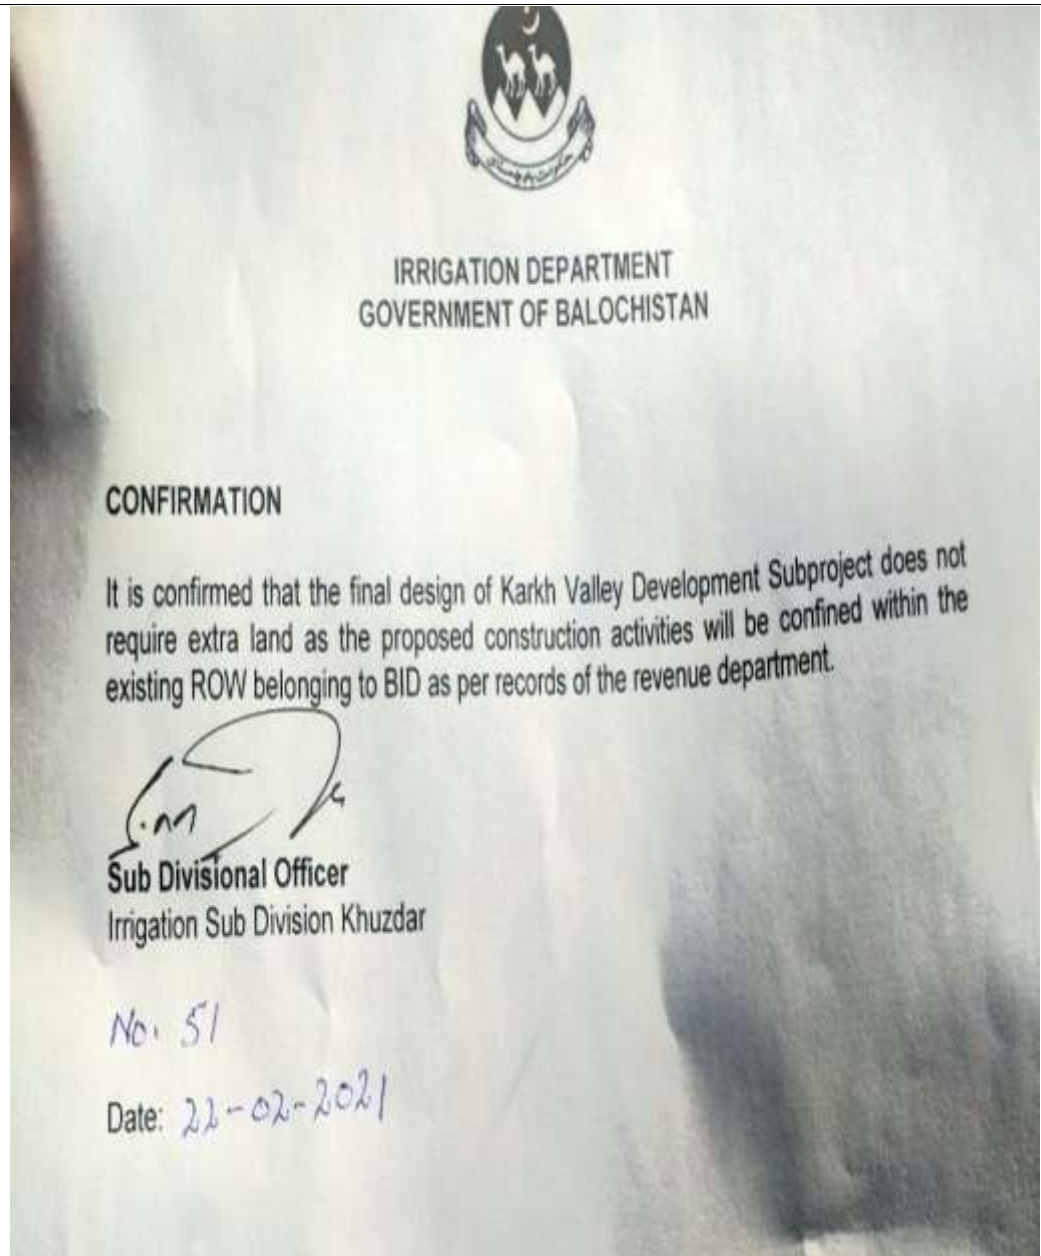 IRRIGATION DEPARTMENT
GOVERNMENT OF BALOCHISTAN
CONFIRMATION
It is confirmed that the final design of Karkh Valley Development Subproject does not
require extra land as the proposed construction activities will be confined within the
existing ROW belonging to BID as per records of the revenue department.
Sub Divisional Officer
Irrigation Sub Division Khuzdar
No. 51
Date: 22-02-2021